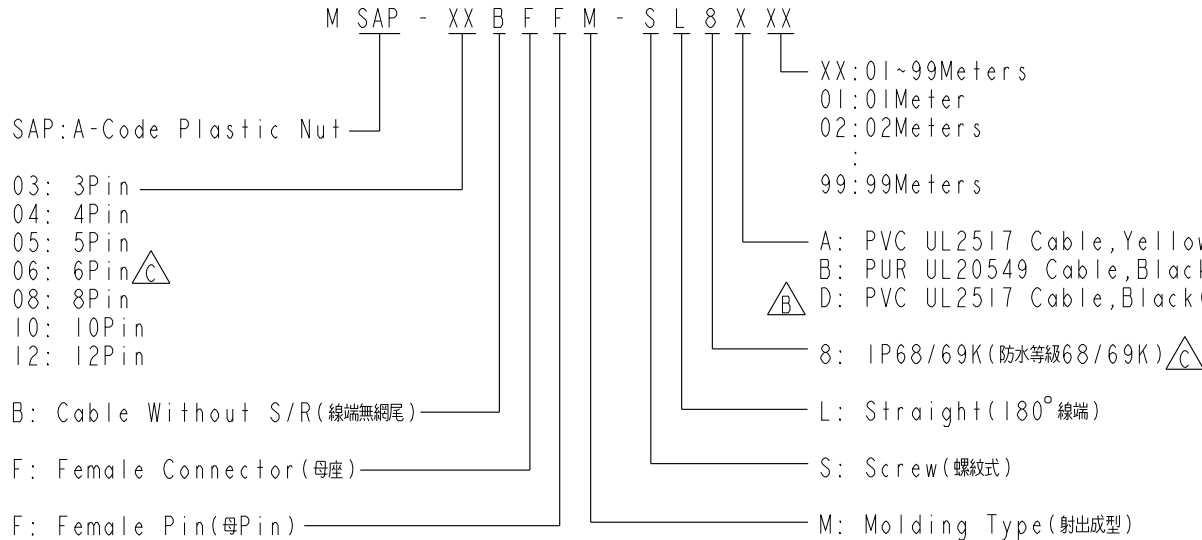 M SAP - XX B F F M - S L 8 X XX
SAP:A-Code Plastic Nut
03: 3Pin
04: 4Pin
05: 5Pin
06: 6Pin C
08: 8Pin
10: 10Pin
12: 12Pin
B: Cable Without S/R(線端無網尾)
F: Female Connector(母座)
F: Female Pin(母Pin)
XX:01~99Meters
01:01Meter
02:02Meters
:
99:99Meters
A: PVC UL2517 Cable,Yellow
B: PUR UL20549 Cable,Black
B D: PVC UL2517 Cable,Black(
8: IP68/69K(防水等級68/69K) C
L: Straight(180°線端)
S: Screw(螺紋式)
M: Molding Type(射出成型)